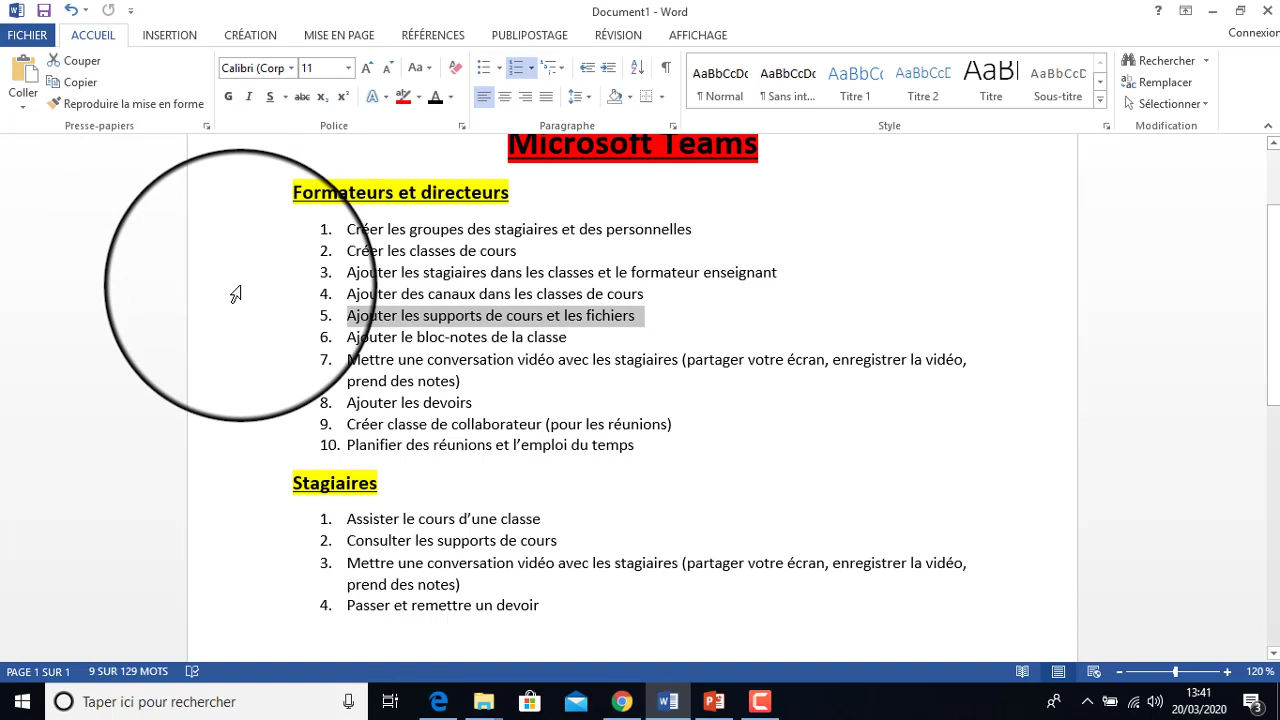 Document1 - Word
FICHIER ACCUEIL INSERTION CRÉATION MISE EN PAGE RÉFÉRENCES PUBLIPOSTAGE RÉVISION AFFICHAGE Connexion
Coller
Couper
Copier
Reproduire la mise en forme
Presse-papiers
Calibri (Corp 11
Police
Paragraphe
AaBbCcDc AaBbCcDc AaBbCc AaBbCcD AaB AaBbCcD
¶ Normal ¶ Sans int... Titre 1 Titre 2 Titre Sous-titre
Style
Rechercher
Remplacer
Sélectionner
Modification
Microsoft Teams
Formateurs et directeurs
1. Créer les groupes des stagiaires et des personnelles
2. Créer les classes de cours
3. Ajouter les stagiaires dans les classes et le formateur enseignant
4. Ajouter des canaux dans les classes de cours
5. Ajouter les supports de cours et les fichiers
6. Ajouter le bloc-notes de la classe
7. Mettre une conversation vidéo avec les stagiaires (partager votre écran, enregistrer la vidéo,
prend des notes)
8. Ajouter les devoirs
9. Créer classe de collaborateur (pour les réunions)
10. Planifier des réunions et l’emploi du temps
Stagiaires
1. Assister le cours d’une classe
2. Consulter les supports de cours
3. Mettre une conversation vidéo avec les stagiaires (partager votre écran, enregistrer la vidéo,
prend des notes)
4. Passer et remettre un devoir
PAGE 1 SUR 1 9 SUR 129 MOTS 120 %
Taper ici pour rechercher
13:41
20/03/2020